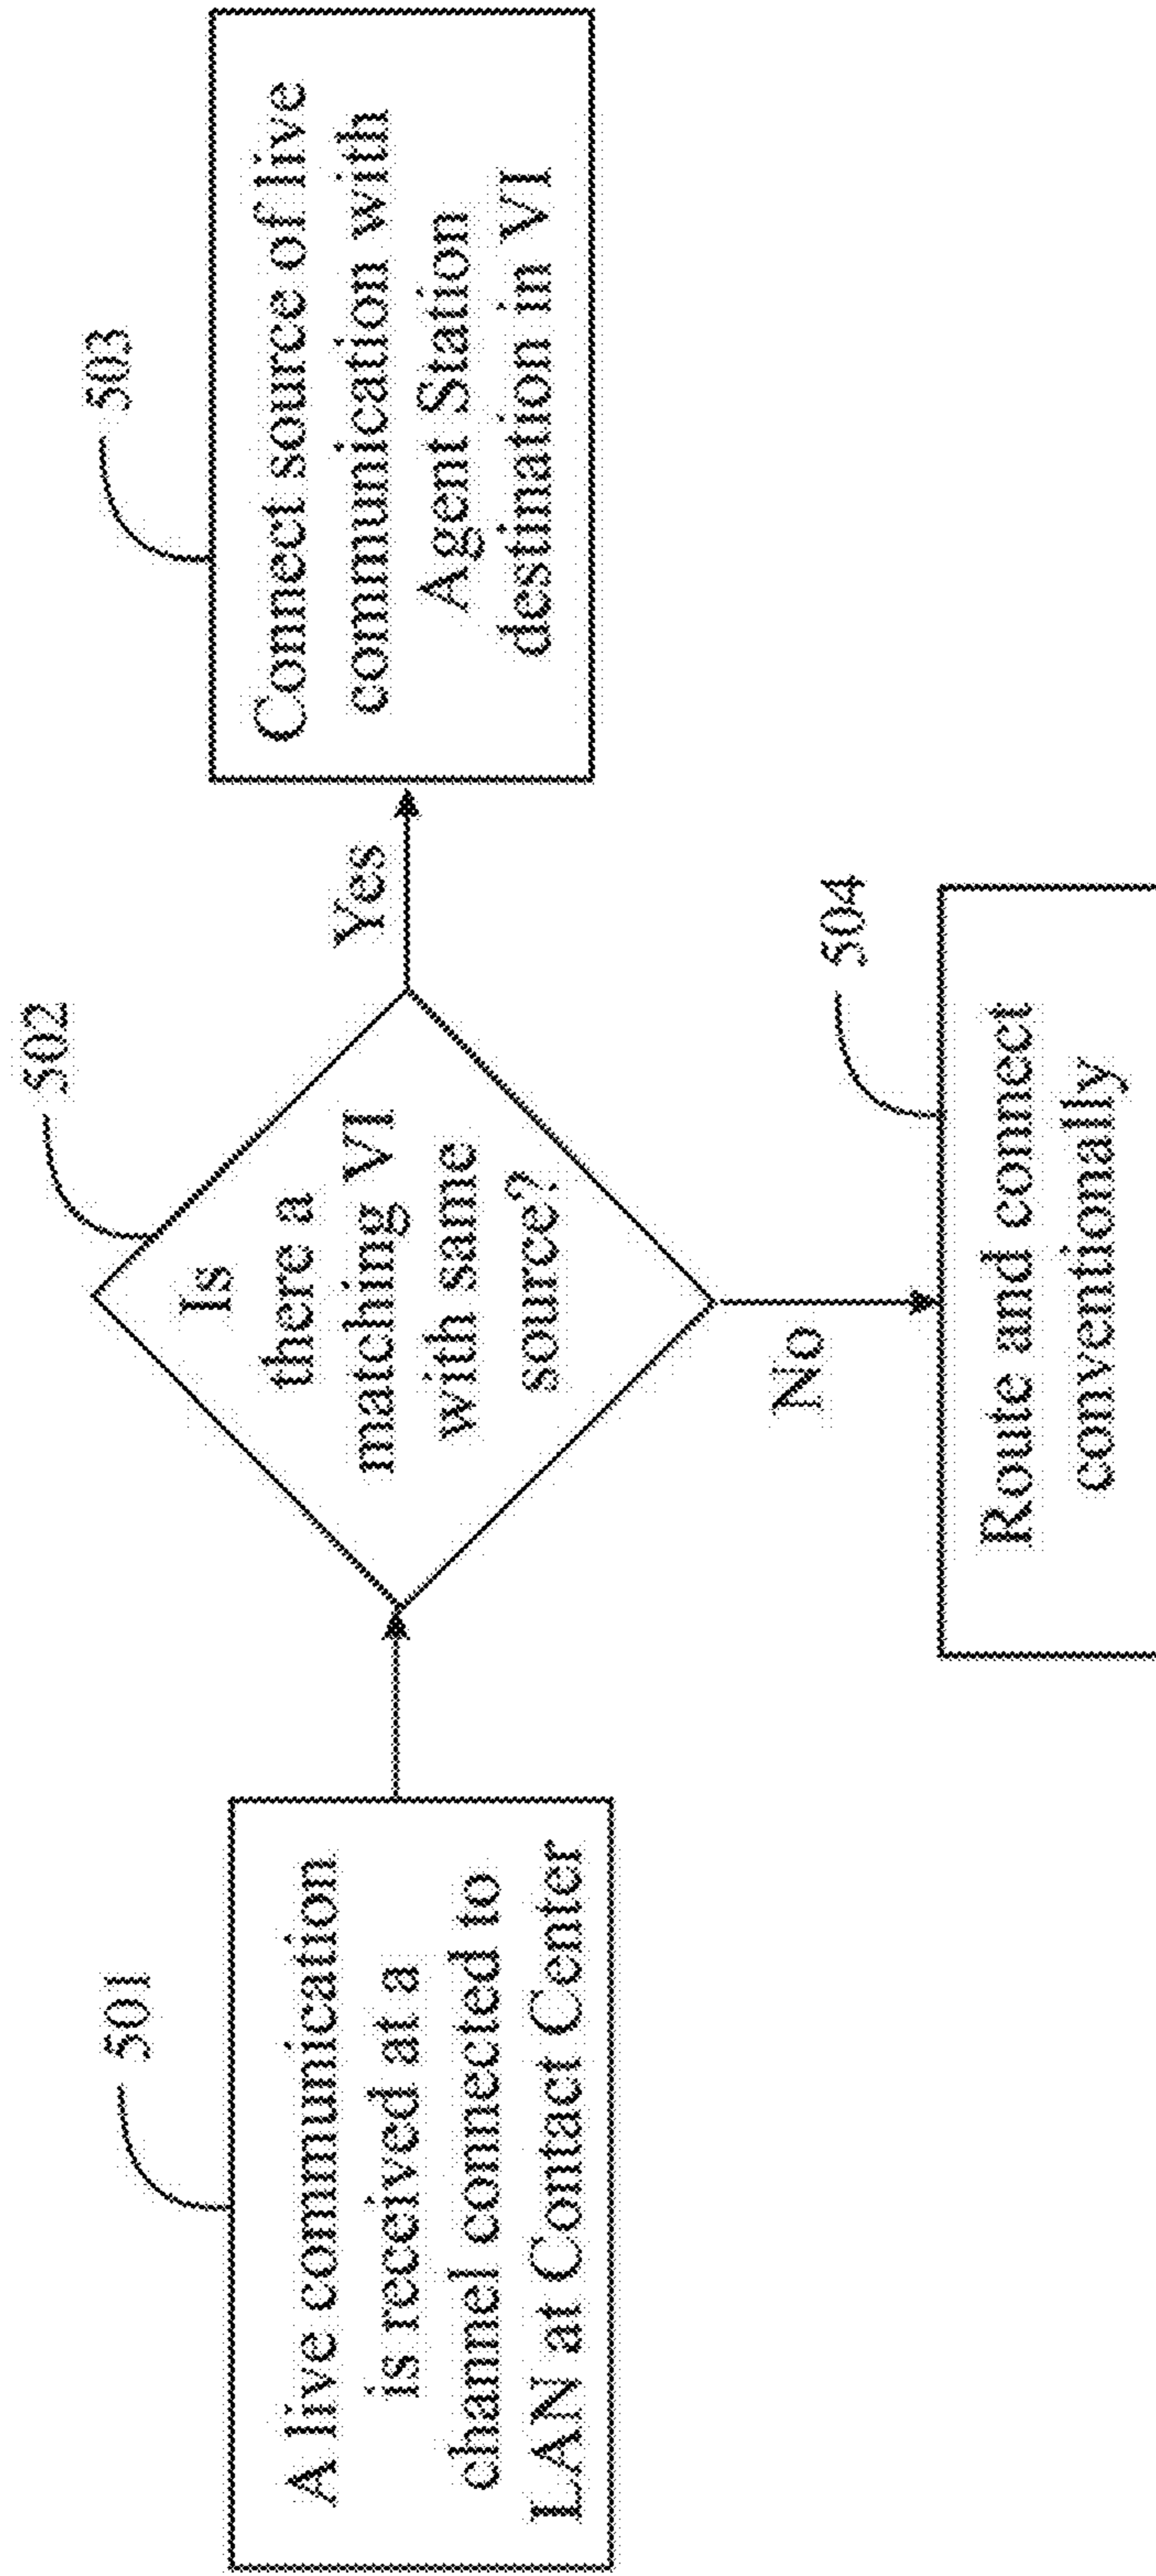 501
A live communication
is received at a
channel connected to
LAN at Contact Center
502
Is
there a
matching VI
with same
source?
Yes
503
Connect source of live
communication with
Agent Station
destination in VI
No
504
Route and connect
conventionally